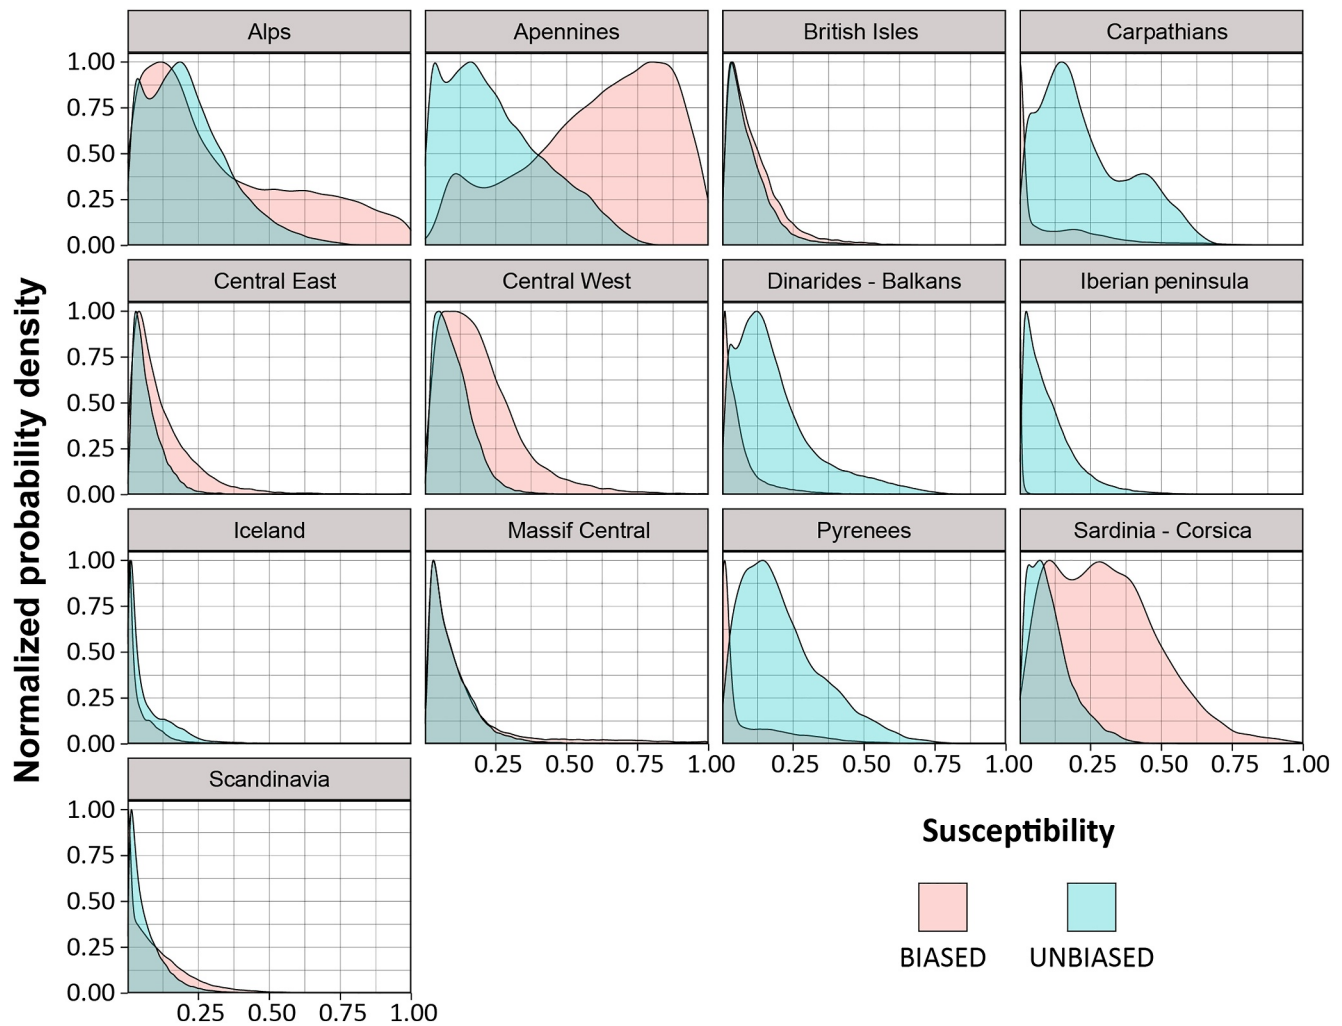 Alps
Apennines
British Isles
Carpathians
1.00
0.75
0.50
0.25
0.00
Central East
Central West
Dinarides - Balkans
Iberian peninsula
1.00
0.75
0.50
0.25
0.00
Iceland
Massif Central
Pyrenees
Sardinia - Corsica
1.00
0.75
0.50
0.25
0.00
0.25 0.50 0.75 1.00
0.25 0.50 0.75 1.00
0.25 0.50 0.75 1.00
Scandinavia
1.00
0.75
0.50
0.25
0.00
0.25 0.50 0.75 1.00
Normalized probability density
Susceptibility
BIASED
UNBIASED